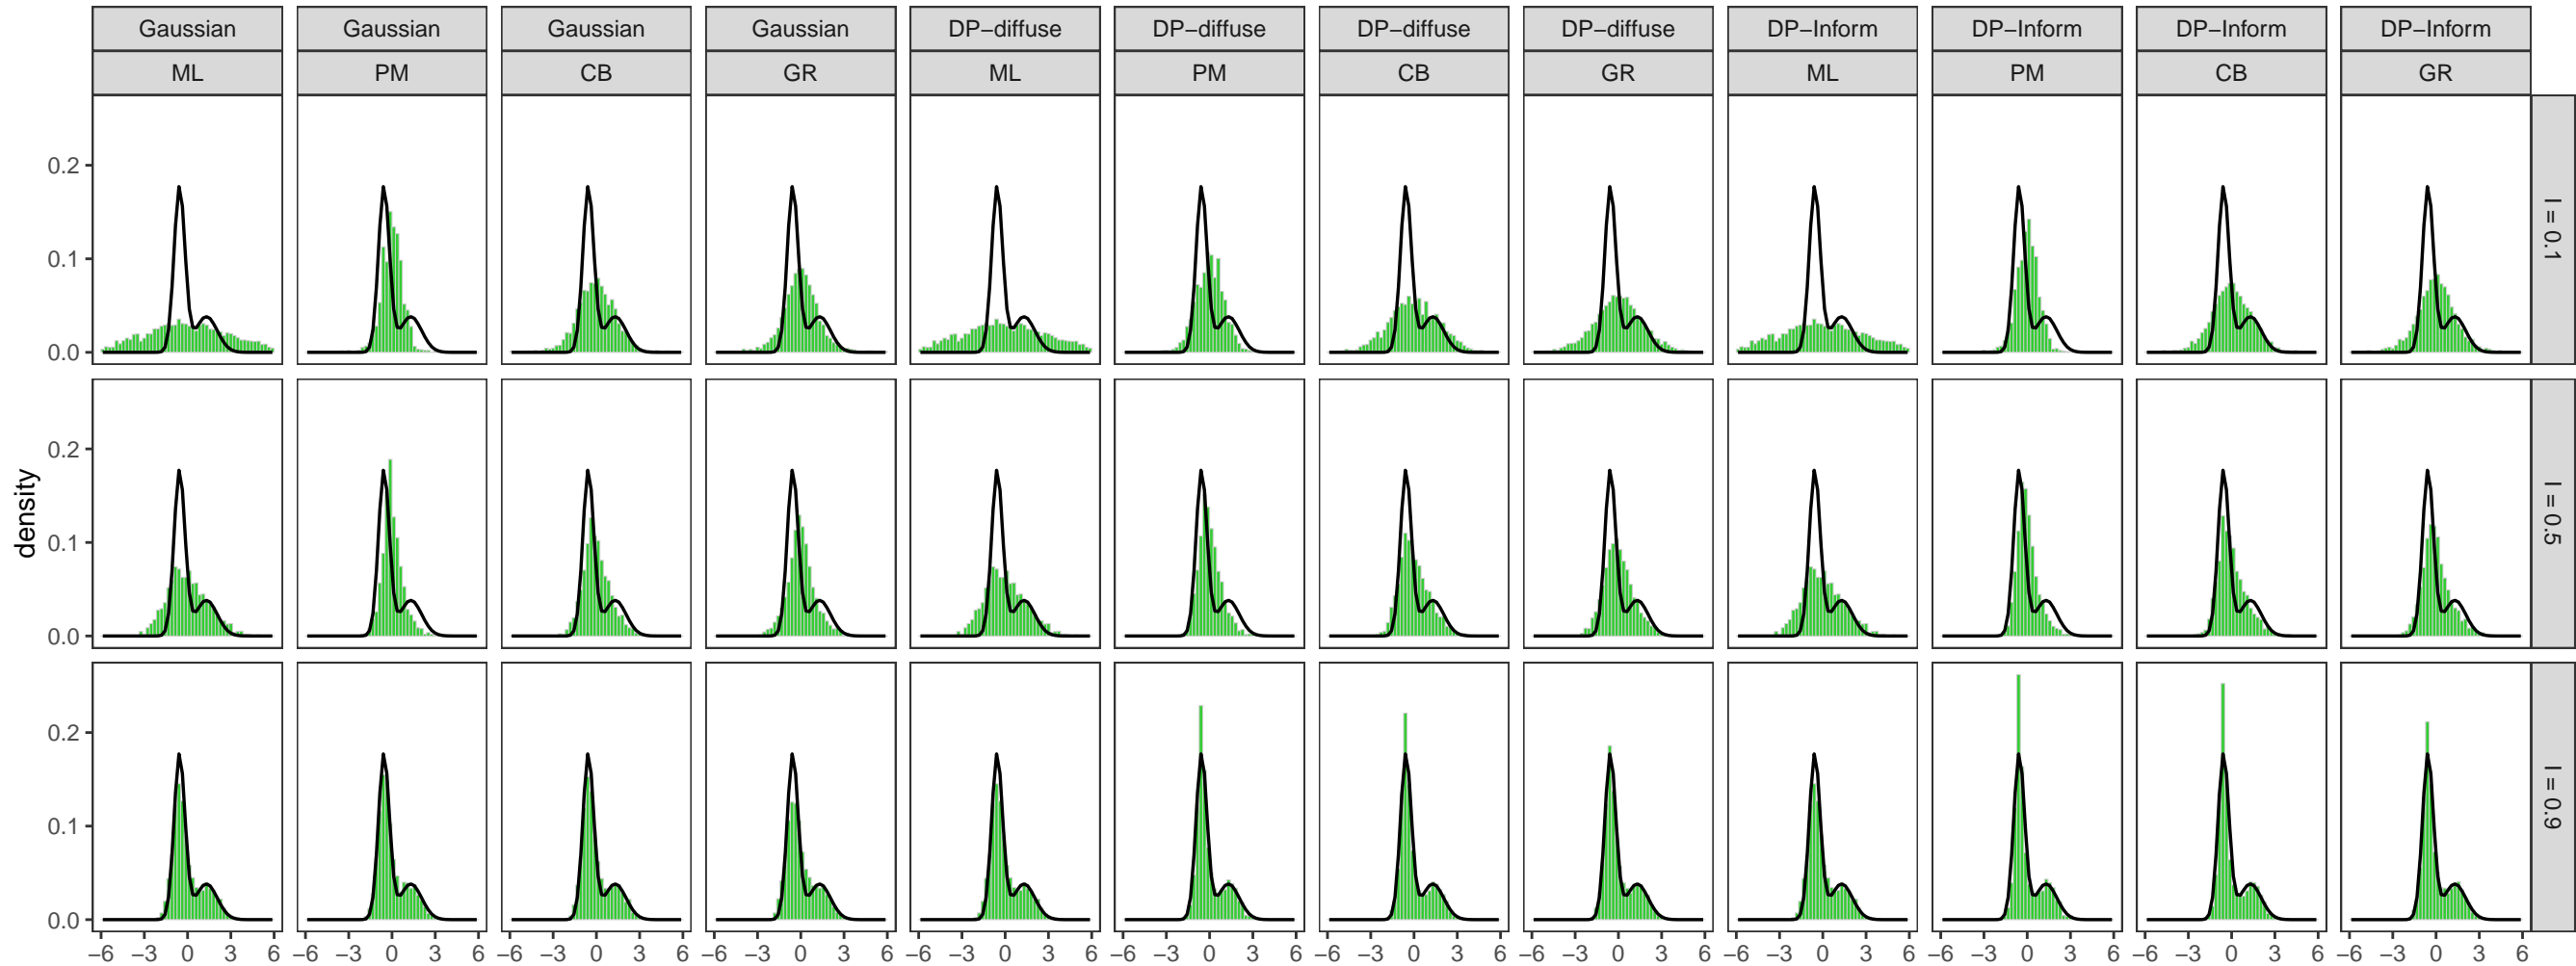 Gaussian Gaussian Gaussian Gaussian DP−diffuse DP−diffuse DP−diffuse DP−diffuse DP−Inform DP−Inform DP−Inform DP−Inform
ML PM CB GR ML PM CB GR ML PM CB GR
0.2
0.1
0.0
I = 0.1
0.2
0.1
0.0
I = 0.5
density
0.2
0.1
0.0
I = 0.9
−6 −3 0 3 6 −6 −3 0 3 6 −6 −3 0 3 6 −6 −3 0 3 6 −6 −3 0 3 6 −6 −3 0 3 6 −6 −3 0 3 6 −6 −3 0 3 6 −6 −3 0 3 6 −6 −3 0 3 6 −6 −3 0 3 6 −6 −3 0 3 6